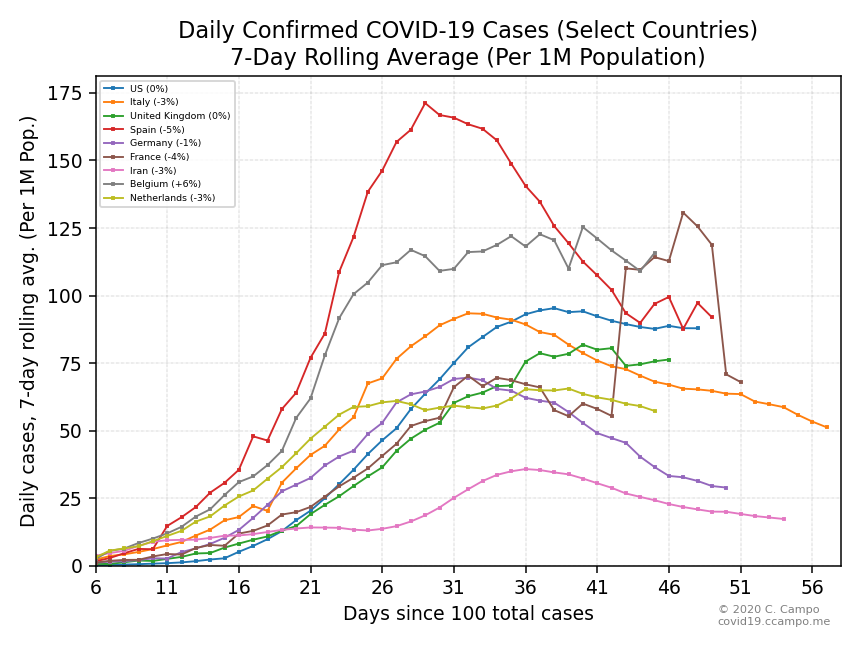 Daily Confirmed COVID-19 Cases (Select Countries)
7-Day Rolling Average (Per 1M Population)
Daily cases, 7-day rolling avg. (Per 1M Pop.)
175
150
125
100
75
50
25
0
US (0%)
Italy (-3%)
United Kingdom (0%)
Spain (-5%)
Germany (-1%)
France (-4%)
Iran (-3%)
Belgium (+6%)
Netherlands (-3%)
6 11 16 21 26 31 36 41 46 51 56
Days since 100 total cases
© 2020 C. Campo
covid19.ccampo.me